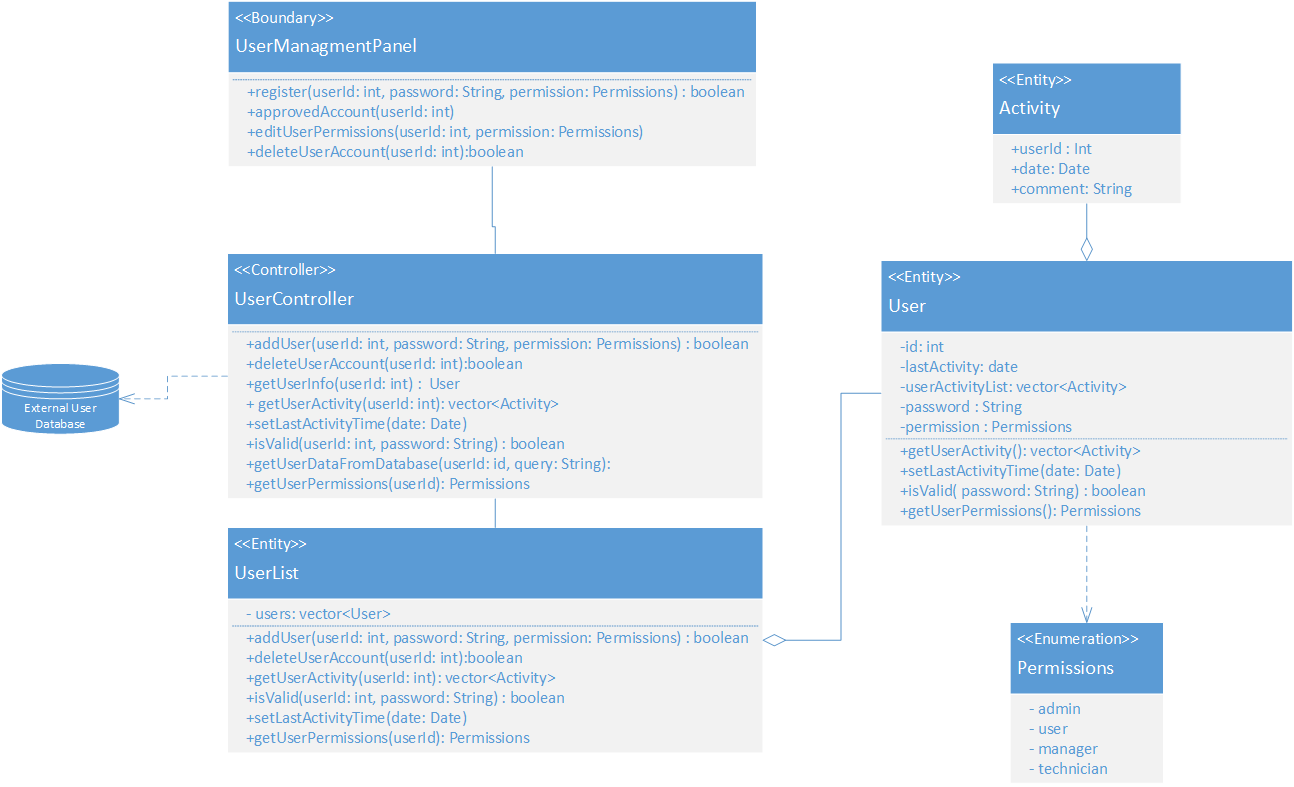 <<Boundary>>
UserManagmentPanel
+register(userId: int, password: String, permission: Permissions) : boolean
+approvedAccount(userId: int)
+editUserPermissions(userId: int, permission: Permissions)
+deleteUserAccount(userId: int):boolean
<<Entity>>
Activity
+userId : Int
+date: Date
+comment: String
<<Controller>>
UserController
+addUser(userId: int, password: String, permission: Permissions) : boolean
+deleteUserAccount(userId: int):boolean
+getUserInfo(userId: int) : User
+ getUserActivity(userId: int): vector<Activity>
+setLastActivityTime(date: Date)
+isValid(userId: int, password: String) : boolean
+getUserDataFromDatabase(userId: id, query: String):
+getUserPermissions(userId): Permissions
<<Entity>>
User
-id: int
-lastActivity: date
-userActivityList: vector<Activity>
-password : String
-permission : Permissions
+getUserActivity(): vector<Activity>
+setLastActivityTime(date: Date)
+isValid( password: String) : boolean
+getUserPermissions(): Permissions
External User
Database
<<Entity>>
UserList
- users: vector<User>
+addUser(userId: int, password: String, permission: Permissions) : boolean
+deleteUserAccount(userId: int):boolean
+getUserActivity(userId: int): vector<Activity>
+isValid(userId: int, password: String) : boolean
+setLastActivityTime(date: Date)
+getUserPermissions(userId): Permissions
<<Enumeration>>
Permissions
- admin
- user
- manager
- technician